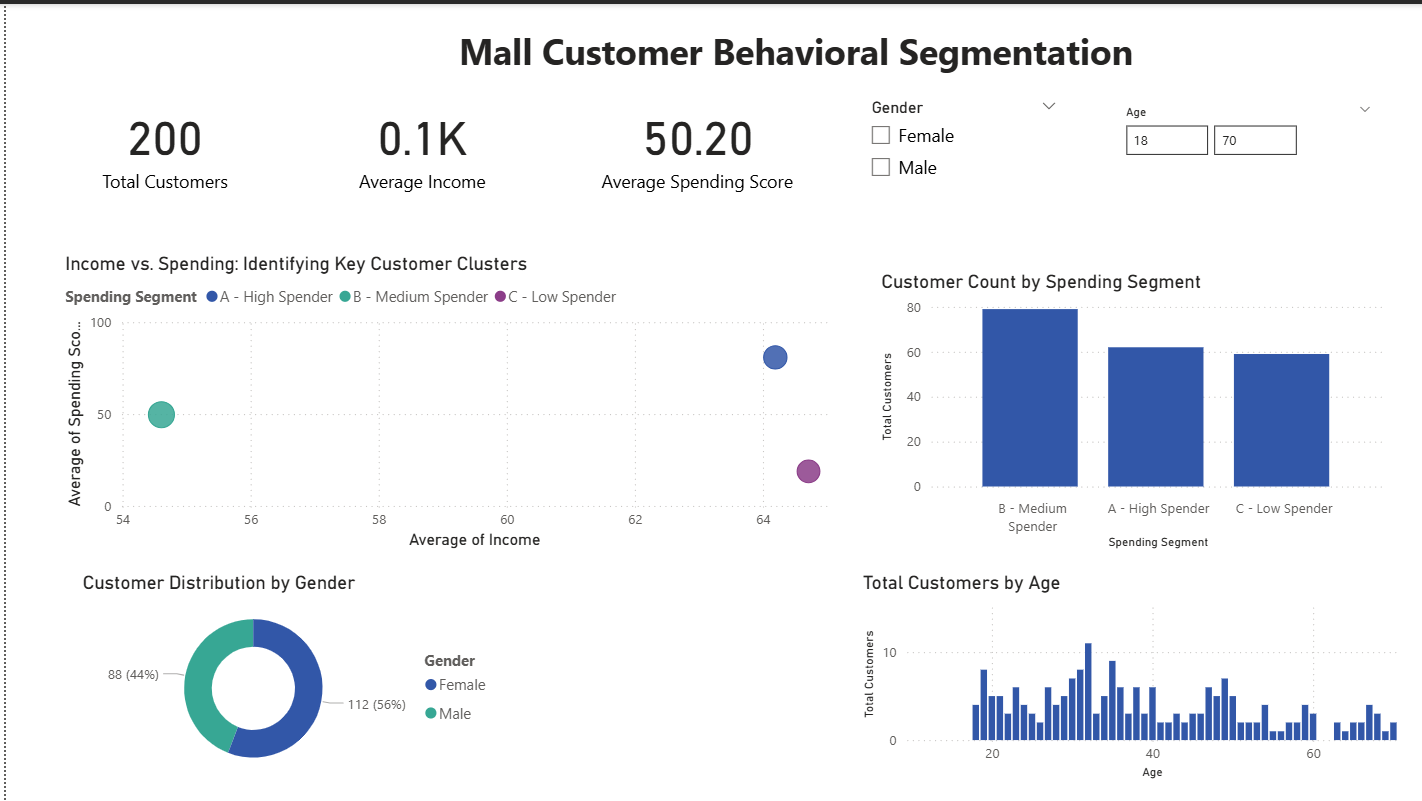 Mall Customer Behavioral Segmentation
200
Total Customers
0.1K
Average Income
50.20
Average Spending Score
Gender
Female
Male
Age
18
70
Income vs. Spending: Identifying Key Customer Clusters
Spending Segment
A - High Spender
B - Medium Spender
C - Low Spender
Average of Spending Sco...
100
50
0
54
56
58
60
62
64
Average of Income
Customer Count by Spending Segment
Total Customers
80
60
40
20
0
B - Medium
Spender
A - High Spender
C - Low Spender
Spending Segment
Customer Distribution by Gender
88 (44%)
112 (56%)
Gender
Female
Male
Total Customers by Age
Total Customers
10
0
20
40
60
Age